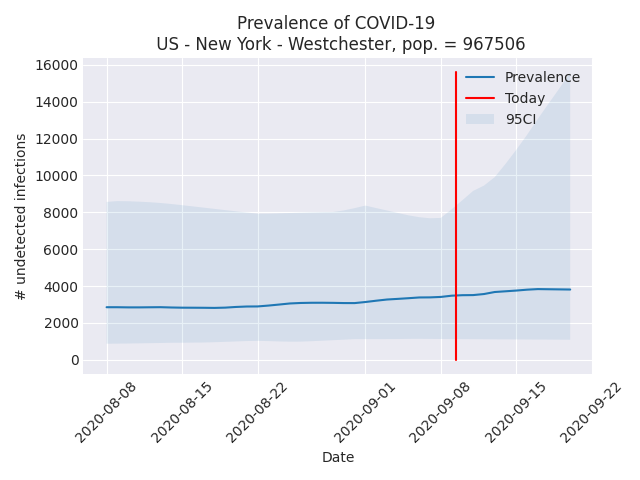 Prevalence of COVID-19
US - New York - Westchester, pop. = 967506
16000
14000
12000
10000
8000
6000
4000
2000
0
# undetected infections
Prevalence
Today
95CI
2020-08-08
2020-08-15
2020-08-22
2020-09-01
2020-09-08
2020-09-15
2020-09-22
Date